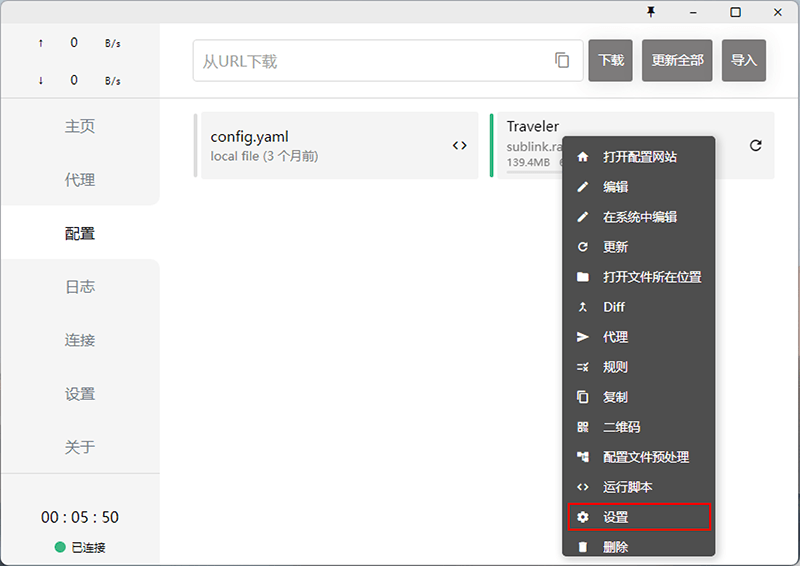 ↑ 0 B/s
↓ 0 B/s
主页
代理
配置
日志
连接
设置
关于
00 : 05 : 50
已连接
从URL下载
下载
更新全部
导入
config.yaml
local file (3 个月前)
Traveler
sublink.ra
139.4MB
打开配置网站
编辑
在系统中编辑
更新
打开文件所在位置
Diff
代理
规则
复制
二维码
配置文件预处理
运行脚本
设置
删除